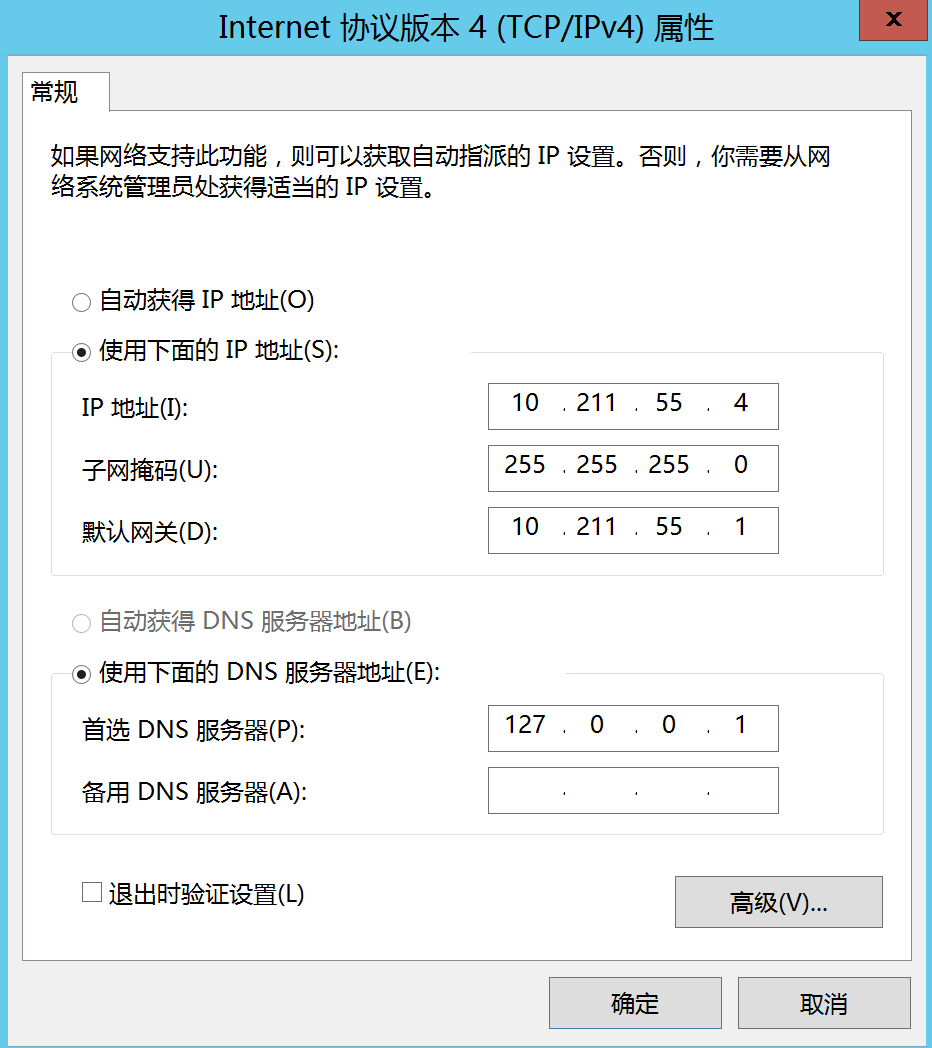 Internet 协议版本 4 (TCP/IPv4) 属性
常规
如果网络支持此功能，则可以获取自动指派的 IP 设置。否则，你需要从网
络系统管理员处获得适当的 IP 设置。
自动获得 IP 地址(O)
使用下面的 IP 地址(S):
IP 地址(I): 10 . 211 . 55 . 4
子网掩码(U): 255 . 255 . 255 . 0
默认网关(D): 10 . 211 . 55 . 1
自动获得 DNS 服务器地址(B)
使用下面的 DNS 服务器地址(E):
首选 DNS 服务器(P): 127 . 0 . 0 . 1
备用 DNS 服务器(A): . . .
退出时验证设置(L)
高级(V)...
确定 取消